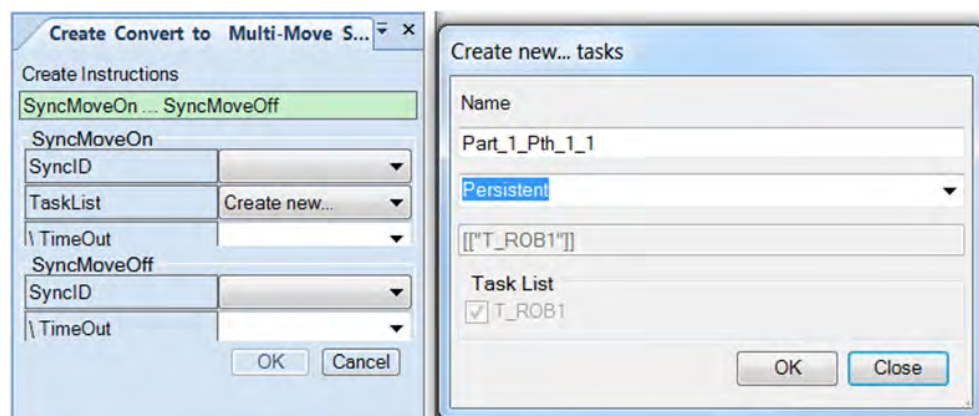 Create Convert to Multi-Move S...
Create Instructions
SyncMoveOn ... SyncMoveOff
SyncMoveOn
SyncID
TaskList Create new...
\ TimeOut
SyncMoveOff
SyncID
\ TimeOut
OK Cancel
Create new... tasks
Name
Part_1_Pth_1_1
Persistent
[["T_ROB1"]]
Task List
T_ROB1
OK Close